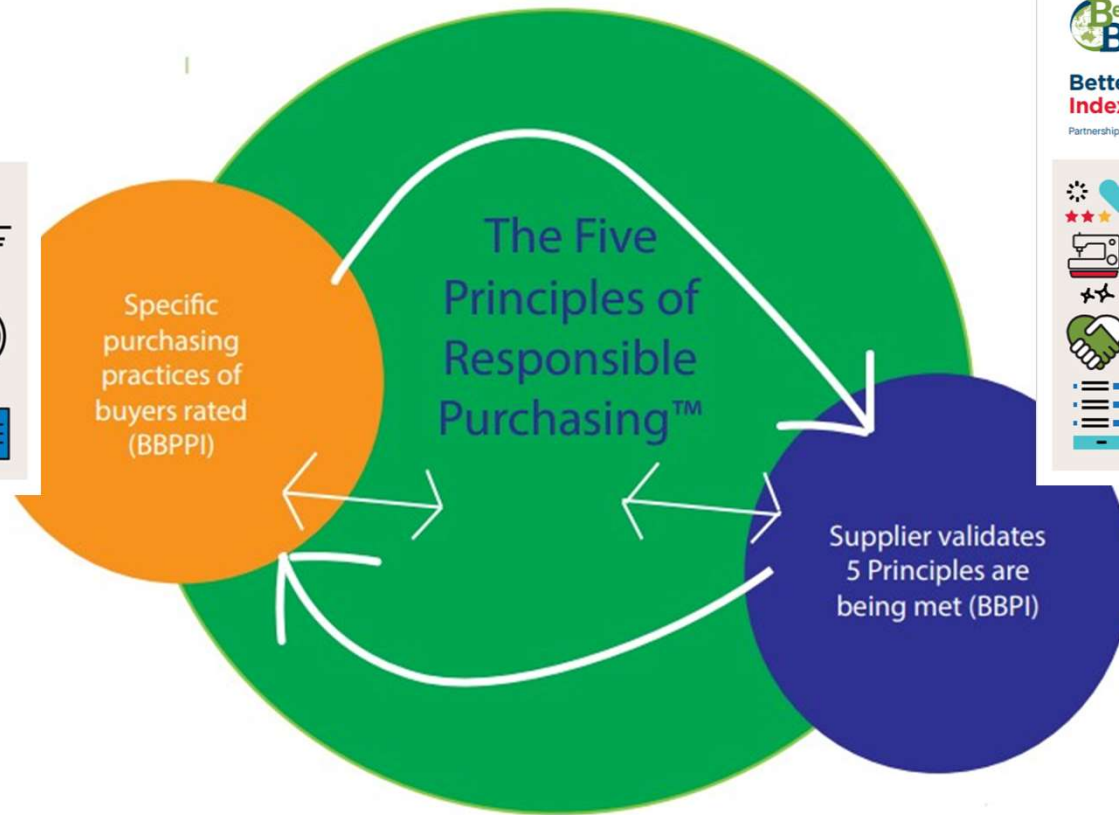 The Five
Principles of
Responsible
Purchasing™
Specific
purchasing
practices of
buyers rated
(BBPPI)
Supplier validates
5 Principles are
being met (BBPI)
Partnership